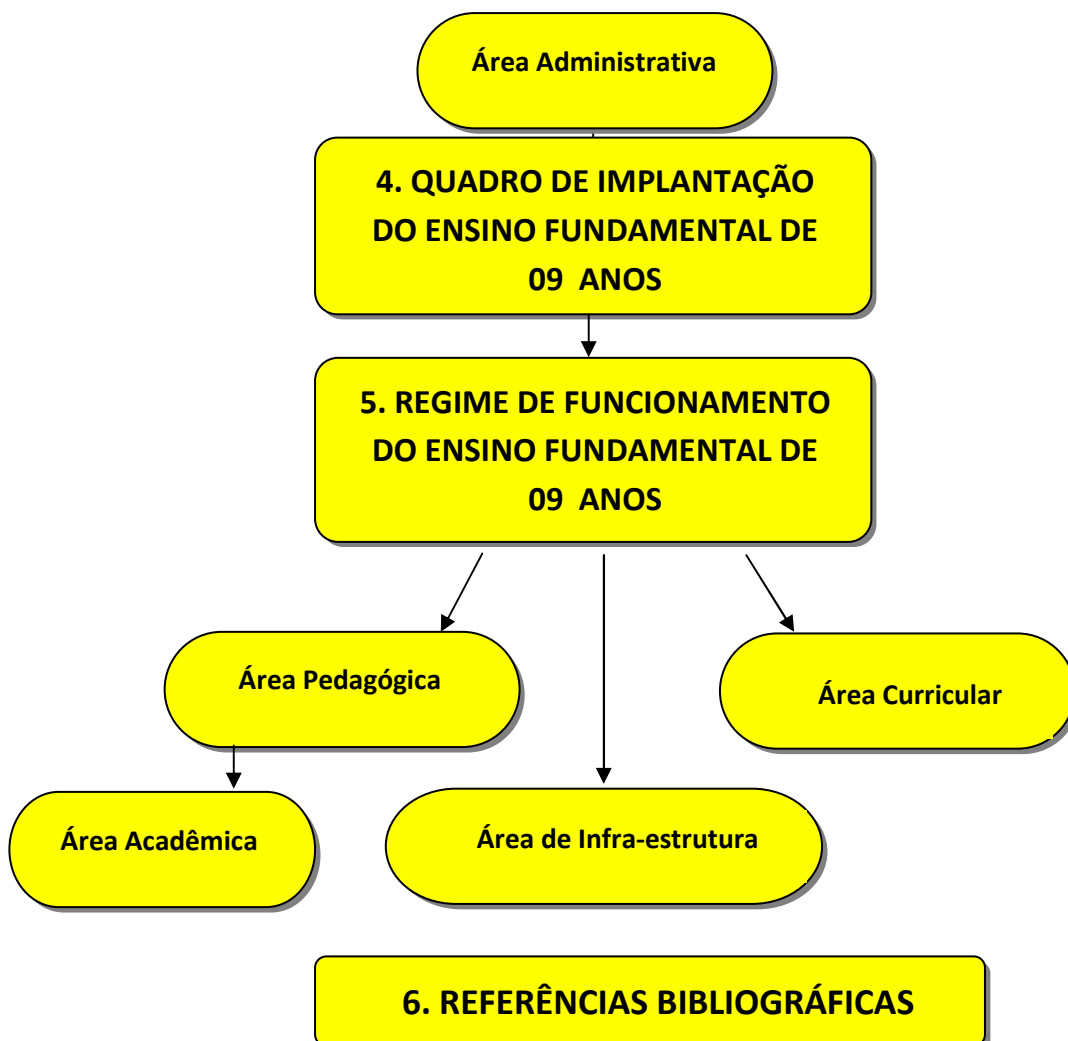 Área Administrativa
4. QUADRO DE IMPLANTAÇÃO
DO ENSINO FUNDAMENTAL DE
09 ANOS
5. REGIME DE FUNCIONAMENTO
DO ENSINO FUNDAMENTAL DE
09 ANOS
Área Pedagógica
Área Curricular
Área Acadêmica
Área de Infra-estrutura
6. REFERÊNCIAS BIBLIOGRÁFICAS